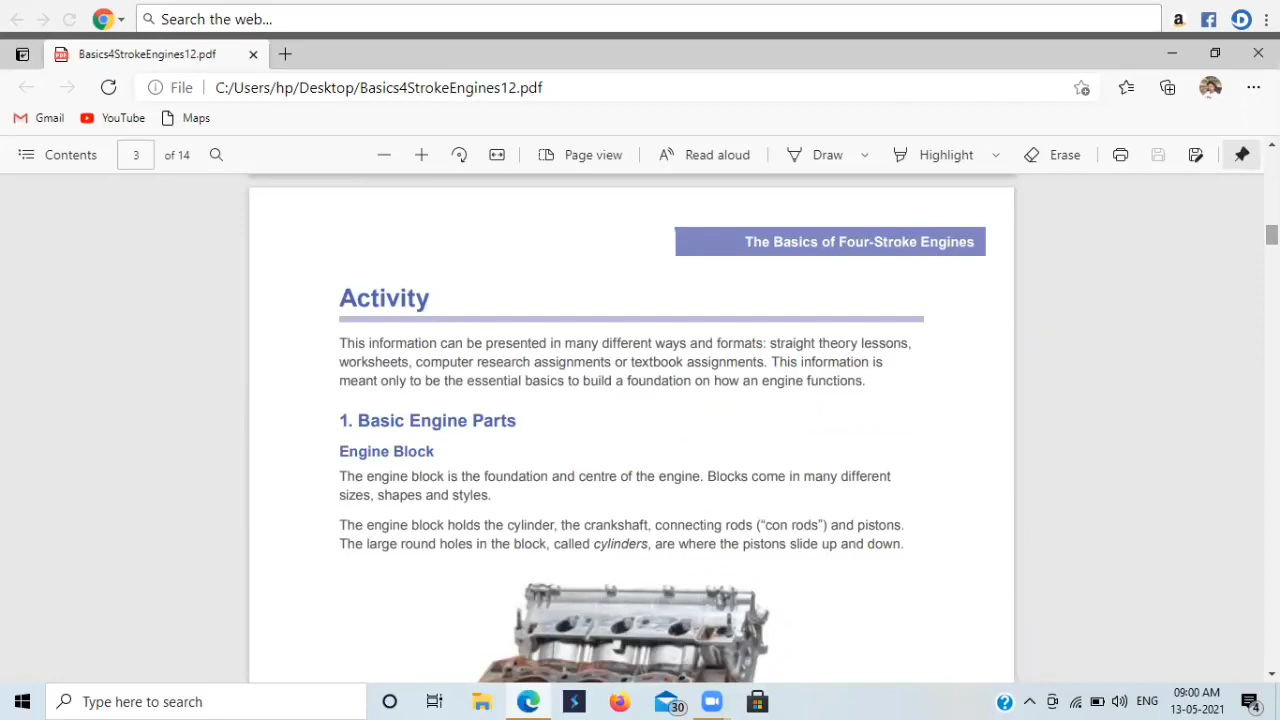 Search the web...
Basics4StrokeEngines12.pdf
File C:/Users/hp/Desktop/Basics4StrokeEngines12.pdf
Gmail YouTube Maps
Contents 3 of 14 Page view Read aloud Draw Highlight Erase
The Basics of Four-Stroke Engines
Activity
This information can be presented in many different ways and formats: straight theory lessons,
worksheets, computer research assignments or textbook assignments. This information is
meant only to be the essential basics to build a foundation on how an engine functions.
1. Basic Engine Parts
Engine Block
The engine block is the foundation and centre of the engine. Blocks come in many different
sizes, shapes and styles.
The engine block holds the cylinder, the crankshaft, connecting rods (“con rods”) and pistons.
The large round holes in the block, called cylinders, are where the pistons slide up and down.
Type here to search 30 ENG 09:00 AM
13-05-2021 4